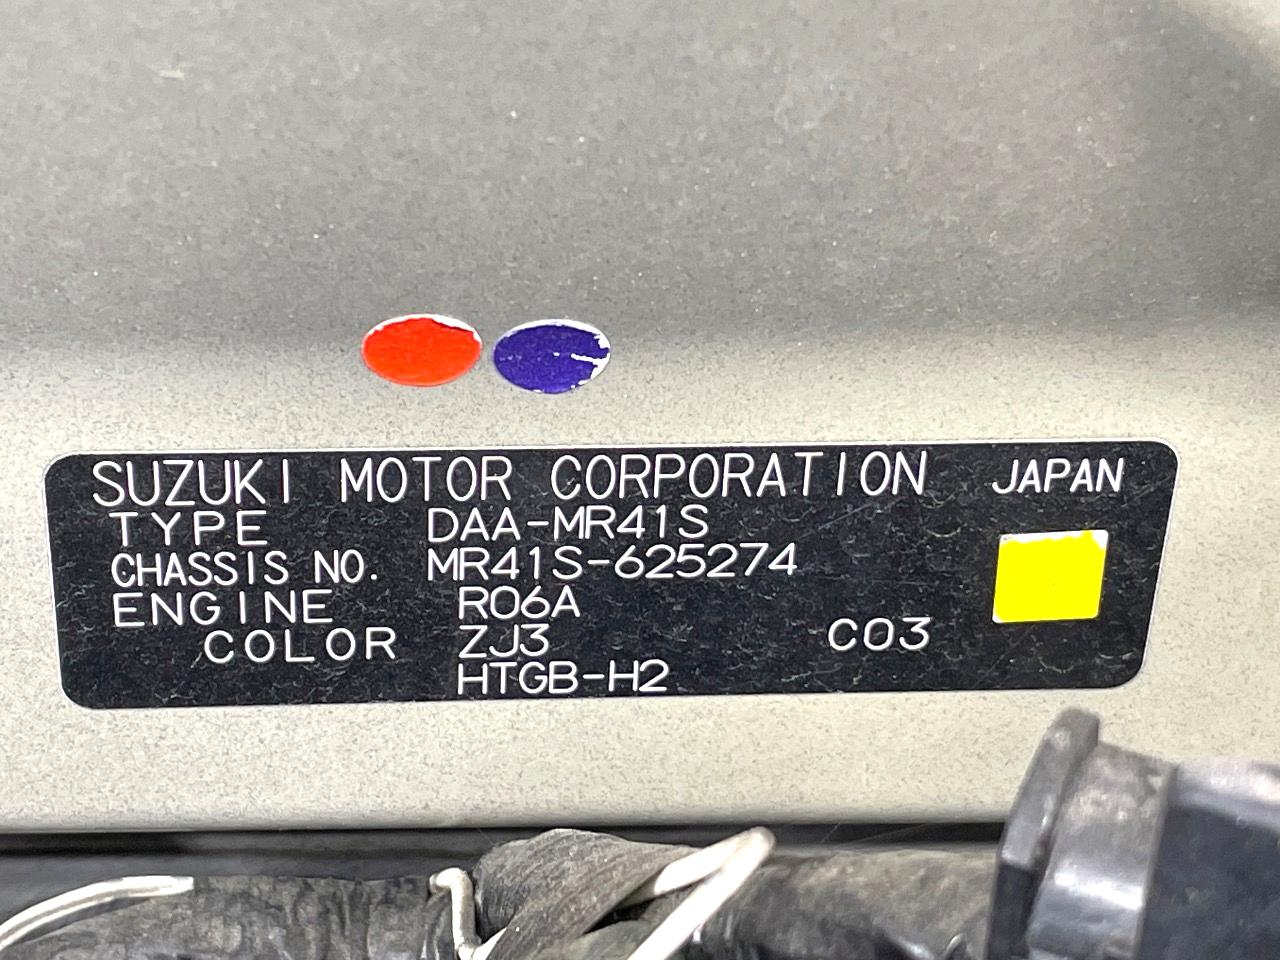 SUZUKI MOTOR CORPORATION JAPAN
TYPE DAA-MR41S
CHASSIS NO. MR41S-625274
ENGINE R06A
COLOR ZJ3 C03
HTGB-H2